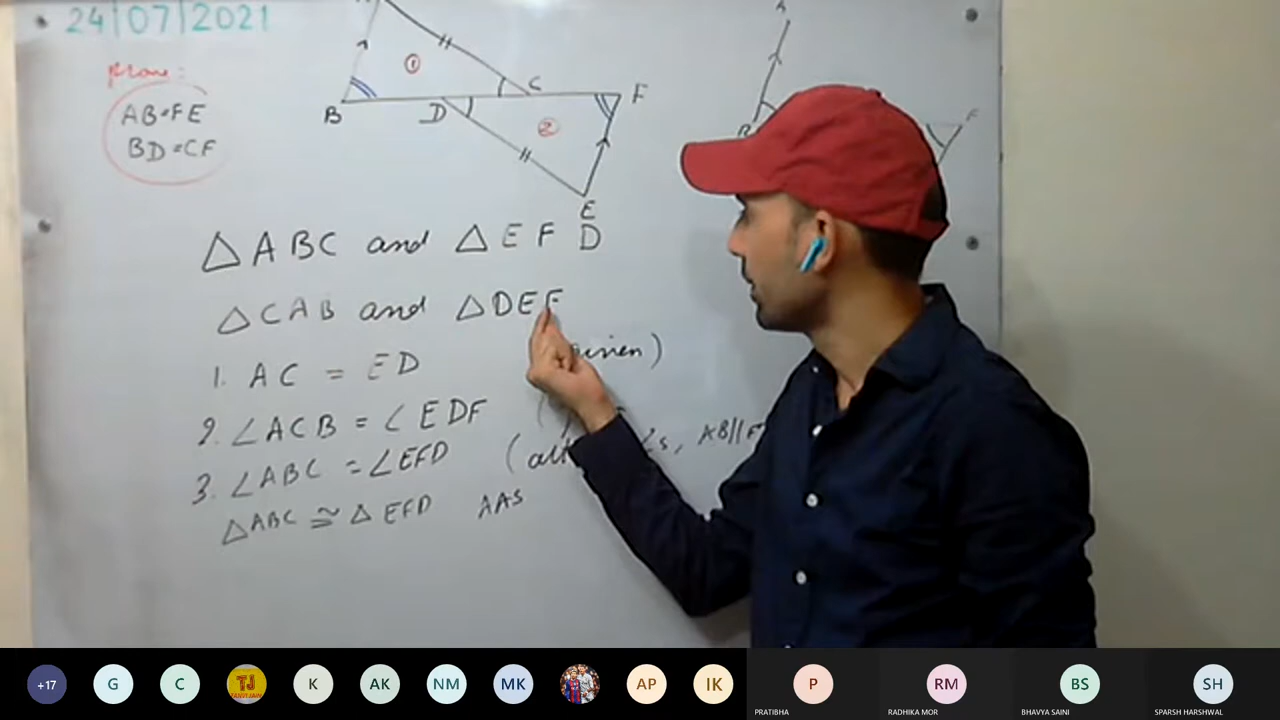 24|07|2021
prove:
AB=FE
BD=CF
B D C F E
1
2
A
B
F
△ABC and △EFD
△CAB and △DEF
1. AC = ED (given)
2. ∠ACB = ∠EDF (
3. ∠ABC = ∠EFD (alt ∠s, AB||F
△ABC ≅ △EFD AAS
+17 G C TJ K AK NM MK AP IK P RM BS SH
PRATIBHA RADHIKA MOR BHAVYA SAINI SPARSH HARSHWAL